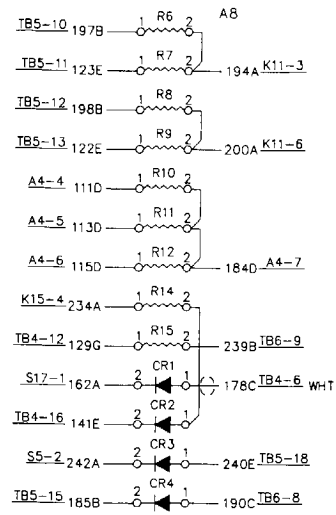 A8
R6
TB5-10 197B 1 2
R7
TB5-11 123E 1 2 194A K11-3
R8
TB5-12 198B 1 2
R9
TB5-13 122E 1 2 200A K11-6
R10
A4-4 111D 1 2
R11
A4-5 113D 1 2
R12
A4-6 115D 1 2 184D A4-7
R14
K15-4 234A 1 2
R15
TB4-12 129G 1 2 239B TB6-9
CR1
S17-1 162A 2 1 178C TB4-6 WHT
CR2
TB4-16 141E 2 1
CR3
S5-2 242A 2 1 240E TB5-18
CR4
TB5-15 185B 2 1 190C TB6-8